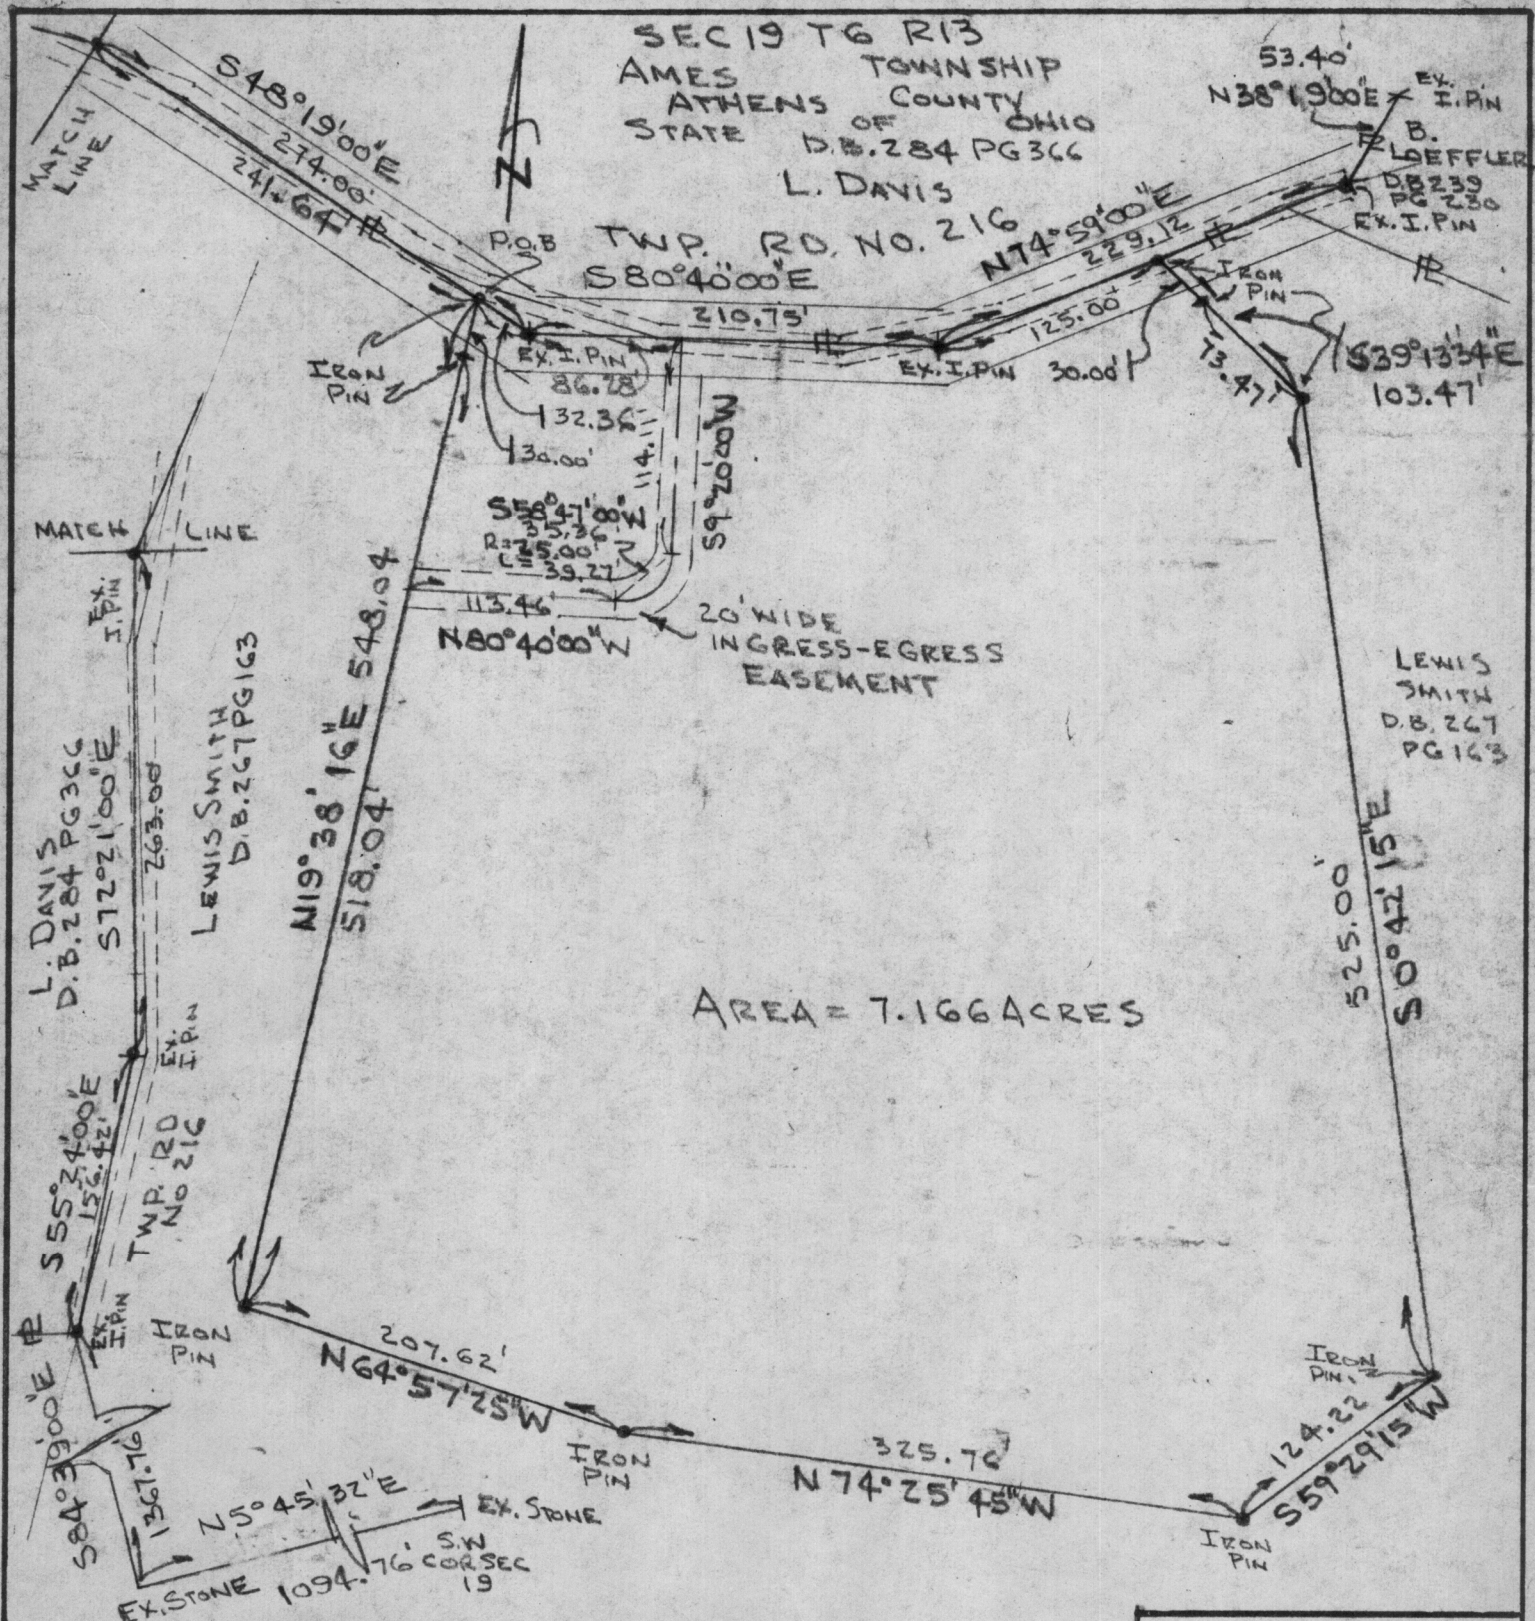 SEC 19 T6 R13
AMES TOWNSHIP
ATHENS COUNTY
STATE OF OHIO
D.B. 284 PG 366
L. DAVIS
53.40'
N38°19'00"E
EX.
I. PIN
B.
LOEFFLER
D.B 239
PG 230
EX. I. PIN
MATCH
LINE
S48°19'00"E
274.00'
241.64'
P.O.B
TWP. RD. NO. 216
S80°40'00"E
210.75'
N74°59'00"E
229.12
125.00'
IRON
PIN
IRON
PIN
EX. I. PIN
86.28'
132.36
30.00'
EX. I. PIN
30.00'
73.47'
S39°13'34"E
103.47'
114.11
S9°20'00"W
S58°47'00"W
35.36
R=25.00'
L=39.27'
113.46'
N80°40'00"W
20' WIDE
INGRESS-EGRESS
EASEMENT
MATCH LINE
EX.
I. PIN
L. DAVIS
D.B. 284 PG 366
S72°21'00"E
263.00'
LEWIS SMITH
D.B. 267 PG 163
N19°38'16"E 548.04
518.04'
LEWIS
SMITH
D.B. 267
PG 163
525.00'
S0°42'15"E
AREA = 7.166 ACRES
EX.
I. PIN
S55°24'00"E
156.42'
TWP. RD
NO 216
EX.
I. PIN
IRON
PIN
207.62'
N64°57'25"W
IRON
PIN
325.76'
N74°25'45"W
IRON
PIN
124.22
S59°29'15"W
IRON
PIN
S84°39'00"E
1367.76'
N5°45'32"E
1094.76'
EX. STONE
EX. STONE
S.W
COR SEC
19